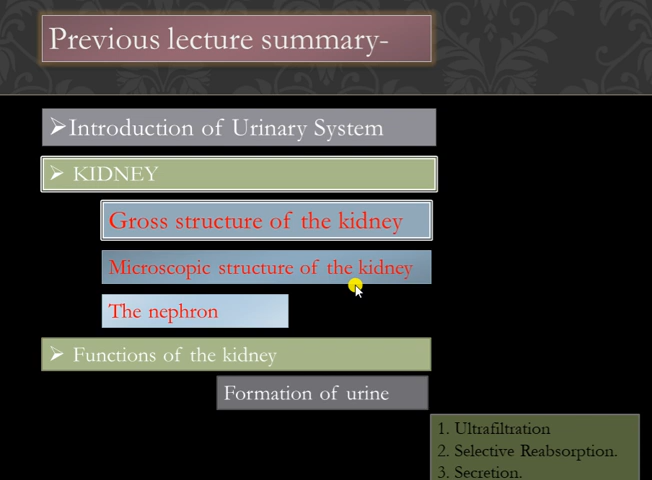 Previous lecture summary-
➢Introduction of Urinary System
➢ KIDNEY
Gross structure of the kidney
Microscopic structure of the kidney
The nephron
➢ Functions of the kidney
Formation of urine
1. Ultrafiltration
2. Selective Reabsorption.
3. Secretion.